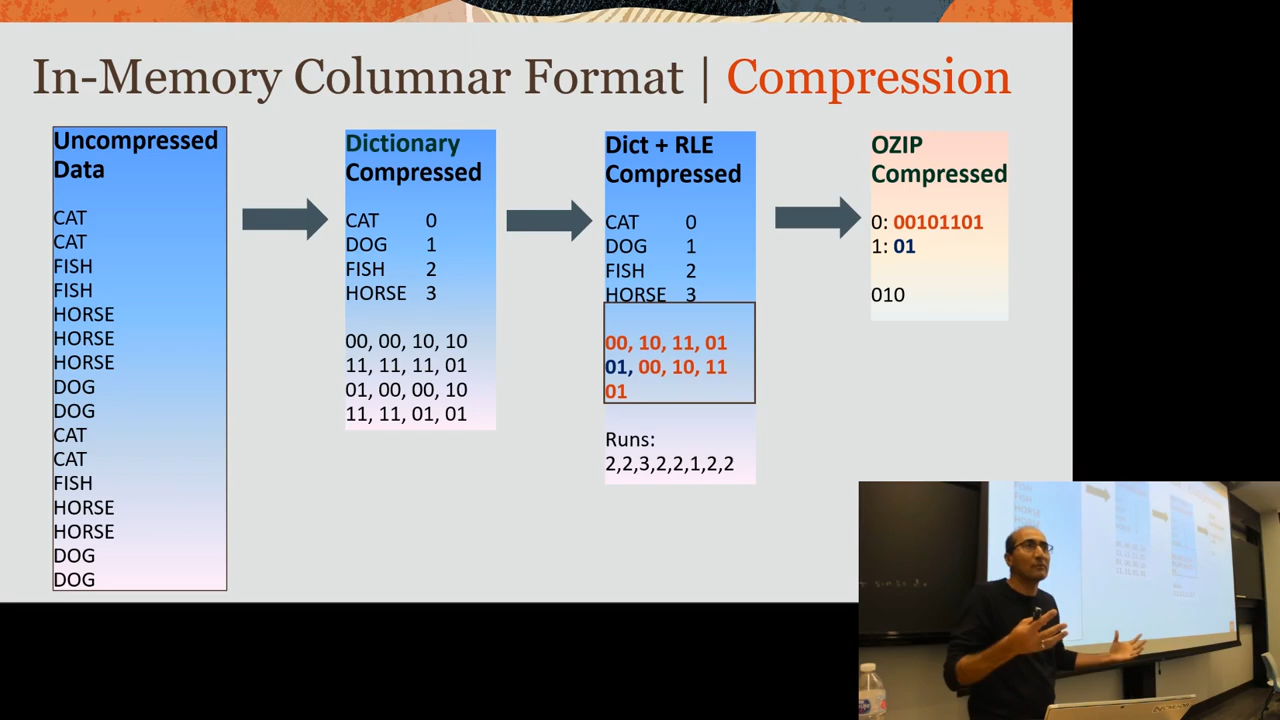 In-Memory Columnar Format | Compression
Uncompressed
Data
CAT
CAT
FISH
FISH
HORSE
HORSE
HORSE
DOG
DOG
CAT
CAT
FISH
HORSE
HORSE
DOG
DOG
Dictionary
Compressed
CAT 0
DOG 1
FISH 2
HORSE 3
00, 00, 10, 10
11, 11, 11, 01
01, 00, 00, 10
11, 11, 01, 01
Dict + RLE
Compressed
CAT 0
DOG 1
FISH 2
HORSE 3
00, 10, 11, 01
01, 00, 10, 11
01
Runs:
2,2,3,2,2,1,2,2
OZIP
Compressed
0: 00101101
1: 01
010